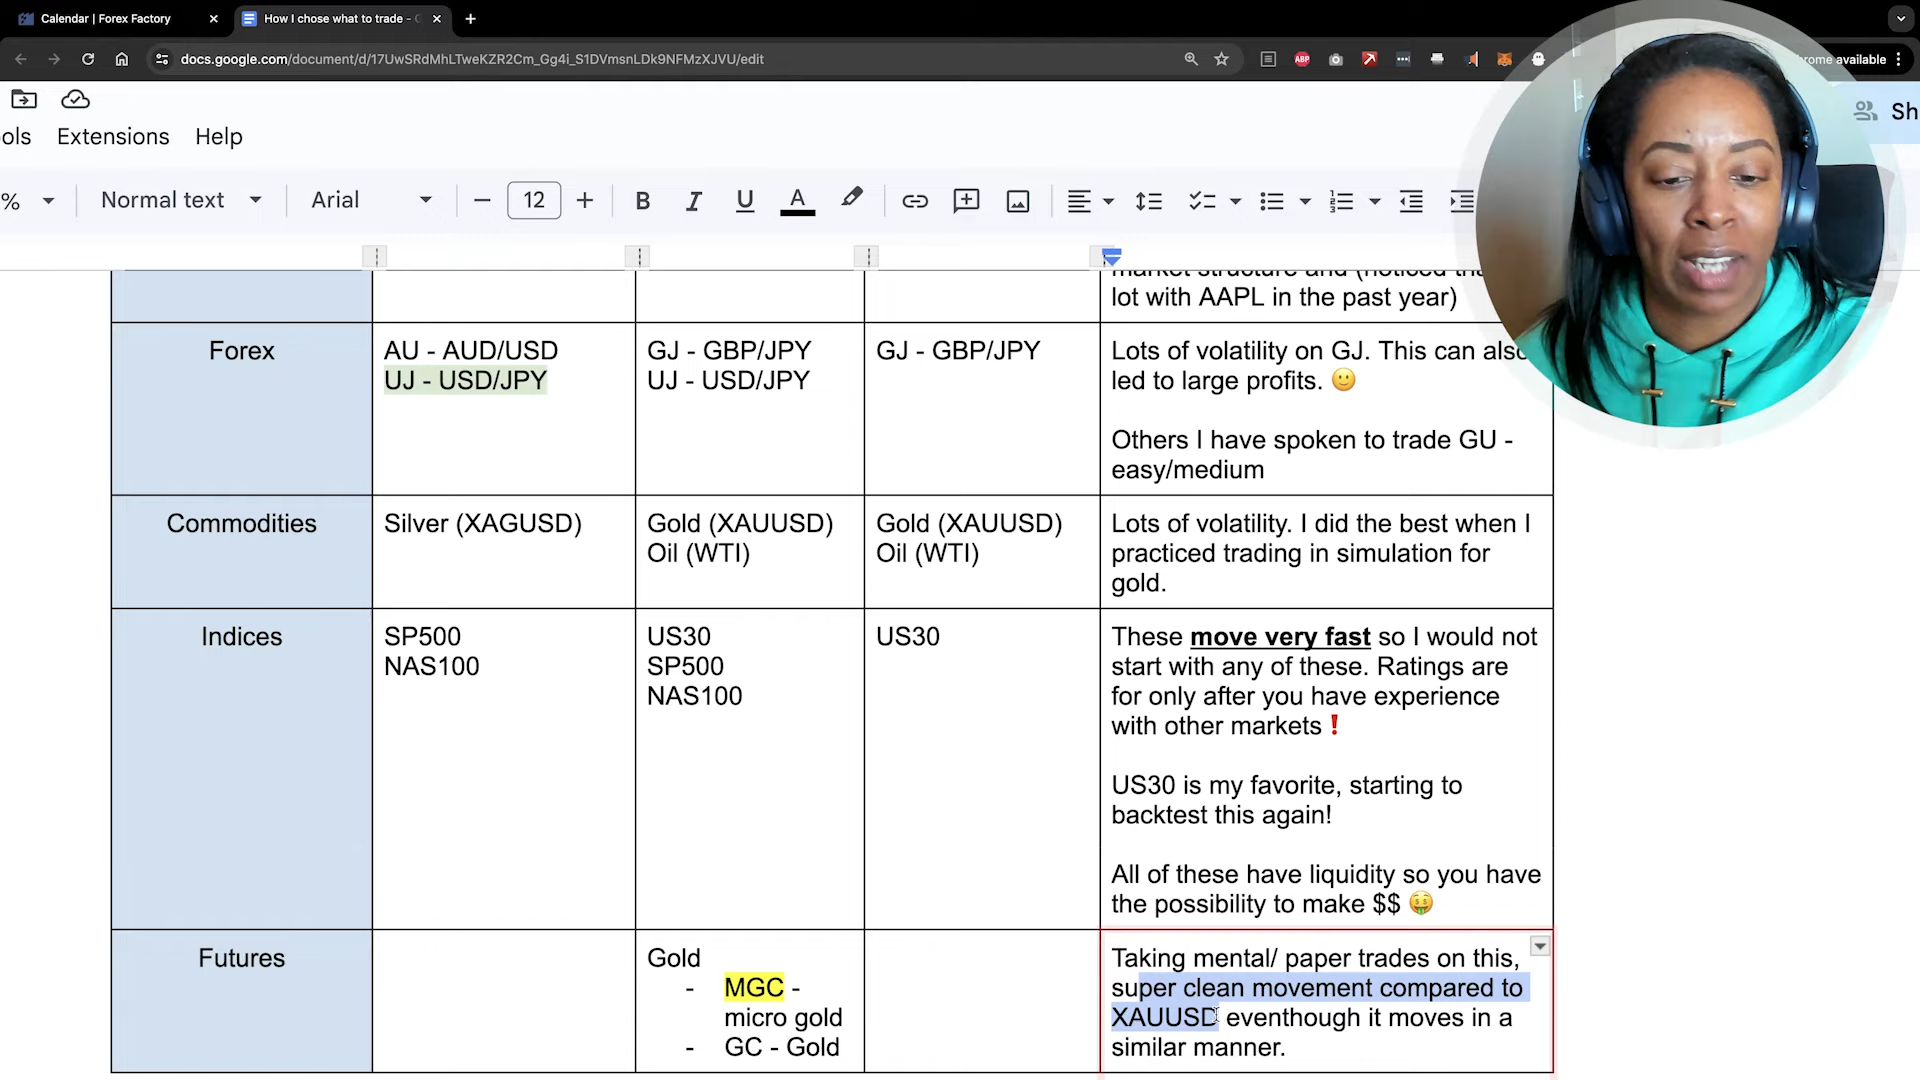 Calendar | Forex Factory
How I chose what to trade -
docs.google.com/document/d/17UwSRdMhLTweKZR2Cm_Gg4i_S1DVmsnLDk9NFMzXJVU/edit
ABP
rome available
Sh
ols Extensions Help
% Normal text Arial 12 B I U A
lot with AAPL in the past year)
Forex
AU - AUD/USD
UJ - USD/JPY
GJ - GBP/JPY
UJ - USD/JPY
GJ - GBP/JPY
Lots of volatility on GJ. This can also
led to large profits. 🙂
Others I have spoken to trade GU -
easy/medium
Commodities
Silver (XAGUSD)
Gold (XAUUSD)
Oil (WTI)
Gold (XAUUSD)
Oil (WTI)
Lots of volatility. I did the best when I
practiced trading in simulation for
gold.
Indices
SP500
NAS100
US30
SP500
NAS100
US30
These move very fast so I would not
start with any of these. Ratings are
for only after you have experience
with other markets ❗
US30 is my favorite, starting to
backtest this again!
All of these have liquidity so you have
the possibility to make $$ 🤑
Futures
Gold
- MGC -
micro gold
- GC - Gold
Taking mental/ paper trades on this,
super clean movement compared to
XAUUSD eventhough it moves in a
similar manner.